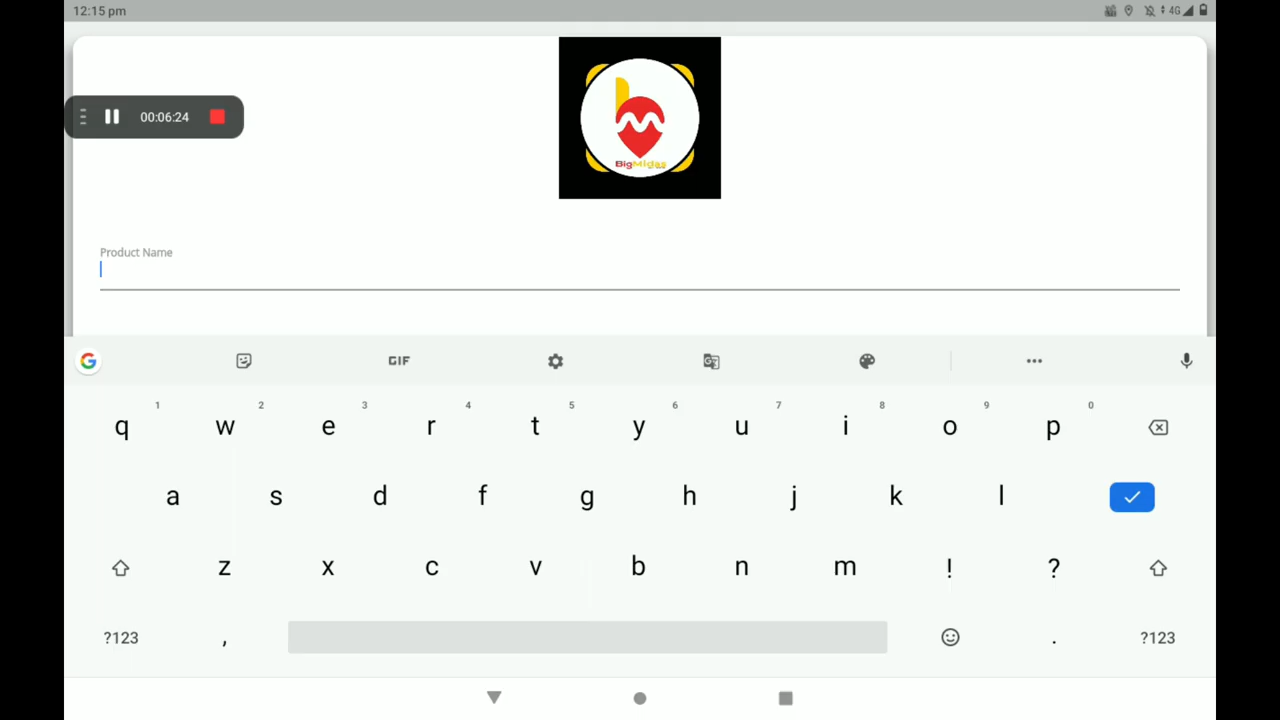 12:15 pm
4G
00:06:24
BigMidas
Product Name
GIF
1 2 3 4 5 6 7 8 9 0
q w e r t y u i o p
a s d f g h j k l
z x c v b n m ! ?
?123 , . ?123